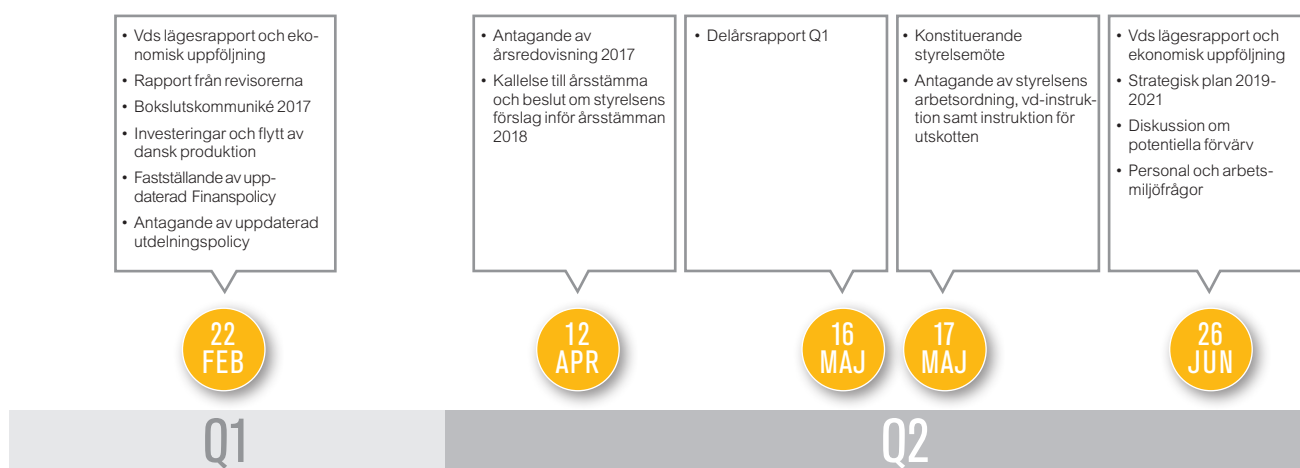 • Vds lägesrapport och eko-
nomisk uppföljning
• Rapport från revisorerna
• Bokslutskommuniké 2017
• Investeringar och flytt av
dansk produktion
• Fastställande av upp-
daterad Finanspolicy
• Antagande av uppdaterad
utdelningspolicy
22
FEB
• Antagande av
årsredovisning 2017
• Kallelse till årsstämma
och beslut om styrelsens
förslag inför årsstämman
2018
12
APR
• Delårsrapport Q1
16
MAJ
• Konstituerande
styrelsemöte
• Antagande av styrelsens
arbetsordning, vd-instruk-
tion samt instruktion för
utskotten
17
MAJ
• Vds lägesrapport och
ekonomisk uppföljning
• Strategisk plan 2019-
2021
• Diskussion om
potentiella förvärv
• Personal och arbets-
miljöfrågor
26
JUN
Q1
Q2